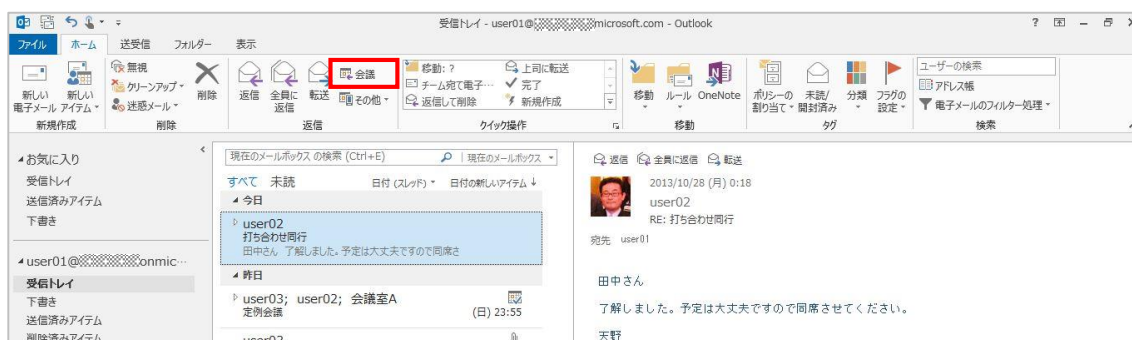 受信トレイ - user01@microsoft.com - Outlook
ファイル ホーム 送受信 フォルダー 表示
新しい電子メール
新しいアイテム
新規作成
無視
クリーンアップ
迷惑メール
削除
削除
返信
全員に返信
転送
会議
その他
返信
移動: ?
チーム宛て電子…
返信して削除
上司に転送
完了
新規作成
クイック操作
移動
ルール
OneNote
移動
ポリシーの割り当て
未読/開封済み
分類
フラグの設定
タグ
ユーザーの検索
アドレス帳
電子メールのフィルター処理
検索
お気に入り
受信トレイ
送信済みアイテム
下書き
user01@onmic…
受信トレイ
下書き
送信済みアイテム
削除済みアイテム
現在のメールボックス の検索 (Ctrl+E) 現在のメールボックス
すべて 未読 日付 (スレッド) 日付の新しいアイテム ↓
今日
user02
打ち合わせ同行
田中さん 了解しました。予定は大丈夫ですので同席さ
昨日
user03; user02; 会議室A
定例会議 (日) 23:55
user02
返信 全員に返信 転送
2013/10/28 (月) 0:18
user02
RE: 打ち合わせ同行
宛先 user01
田中さん
了解しました。予定は大丈夫ですので同席させてください。
天野